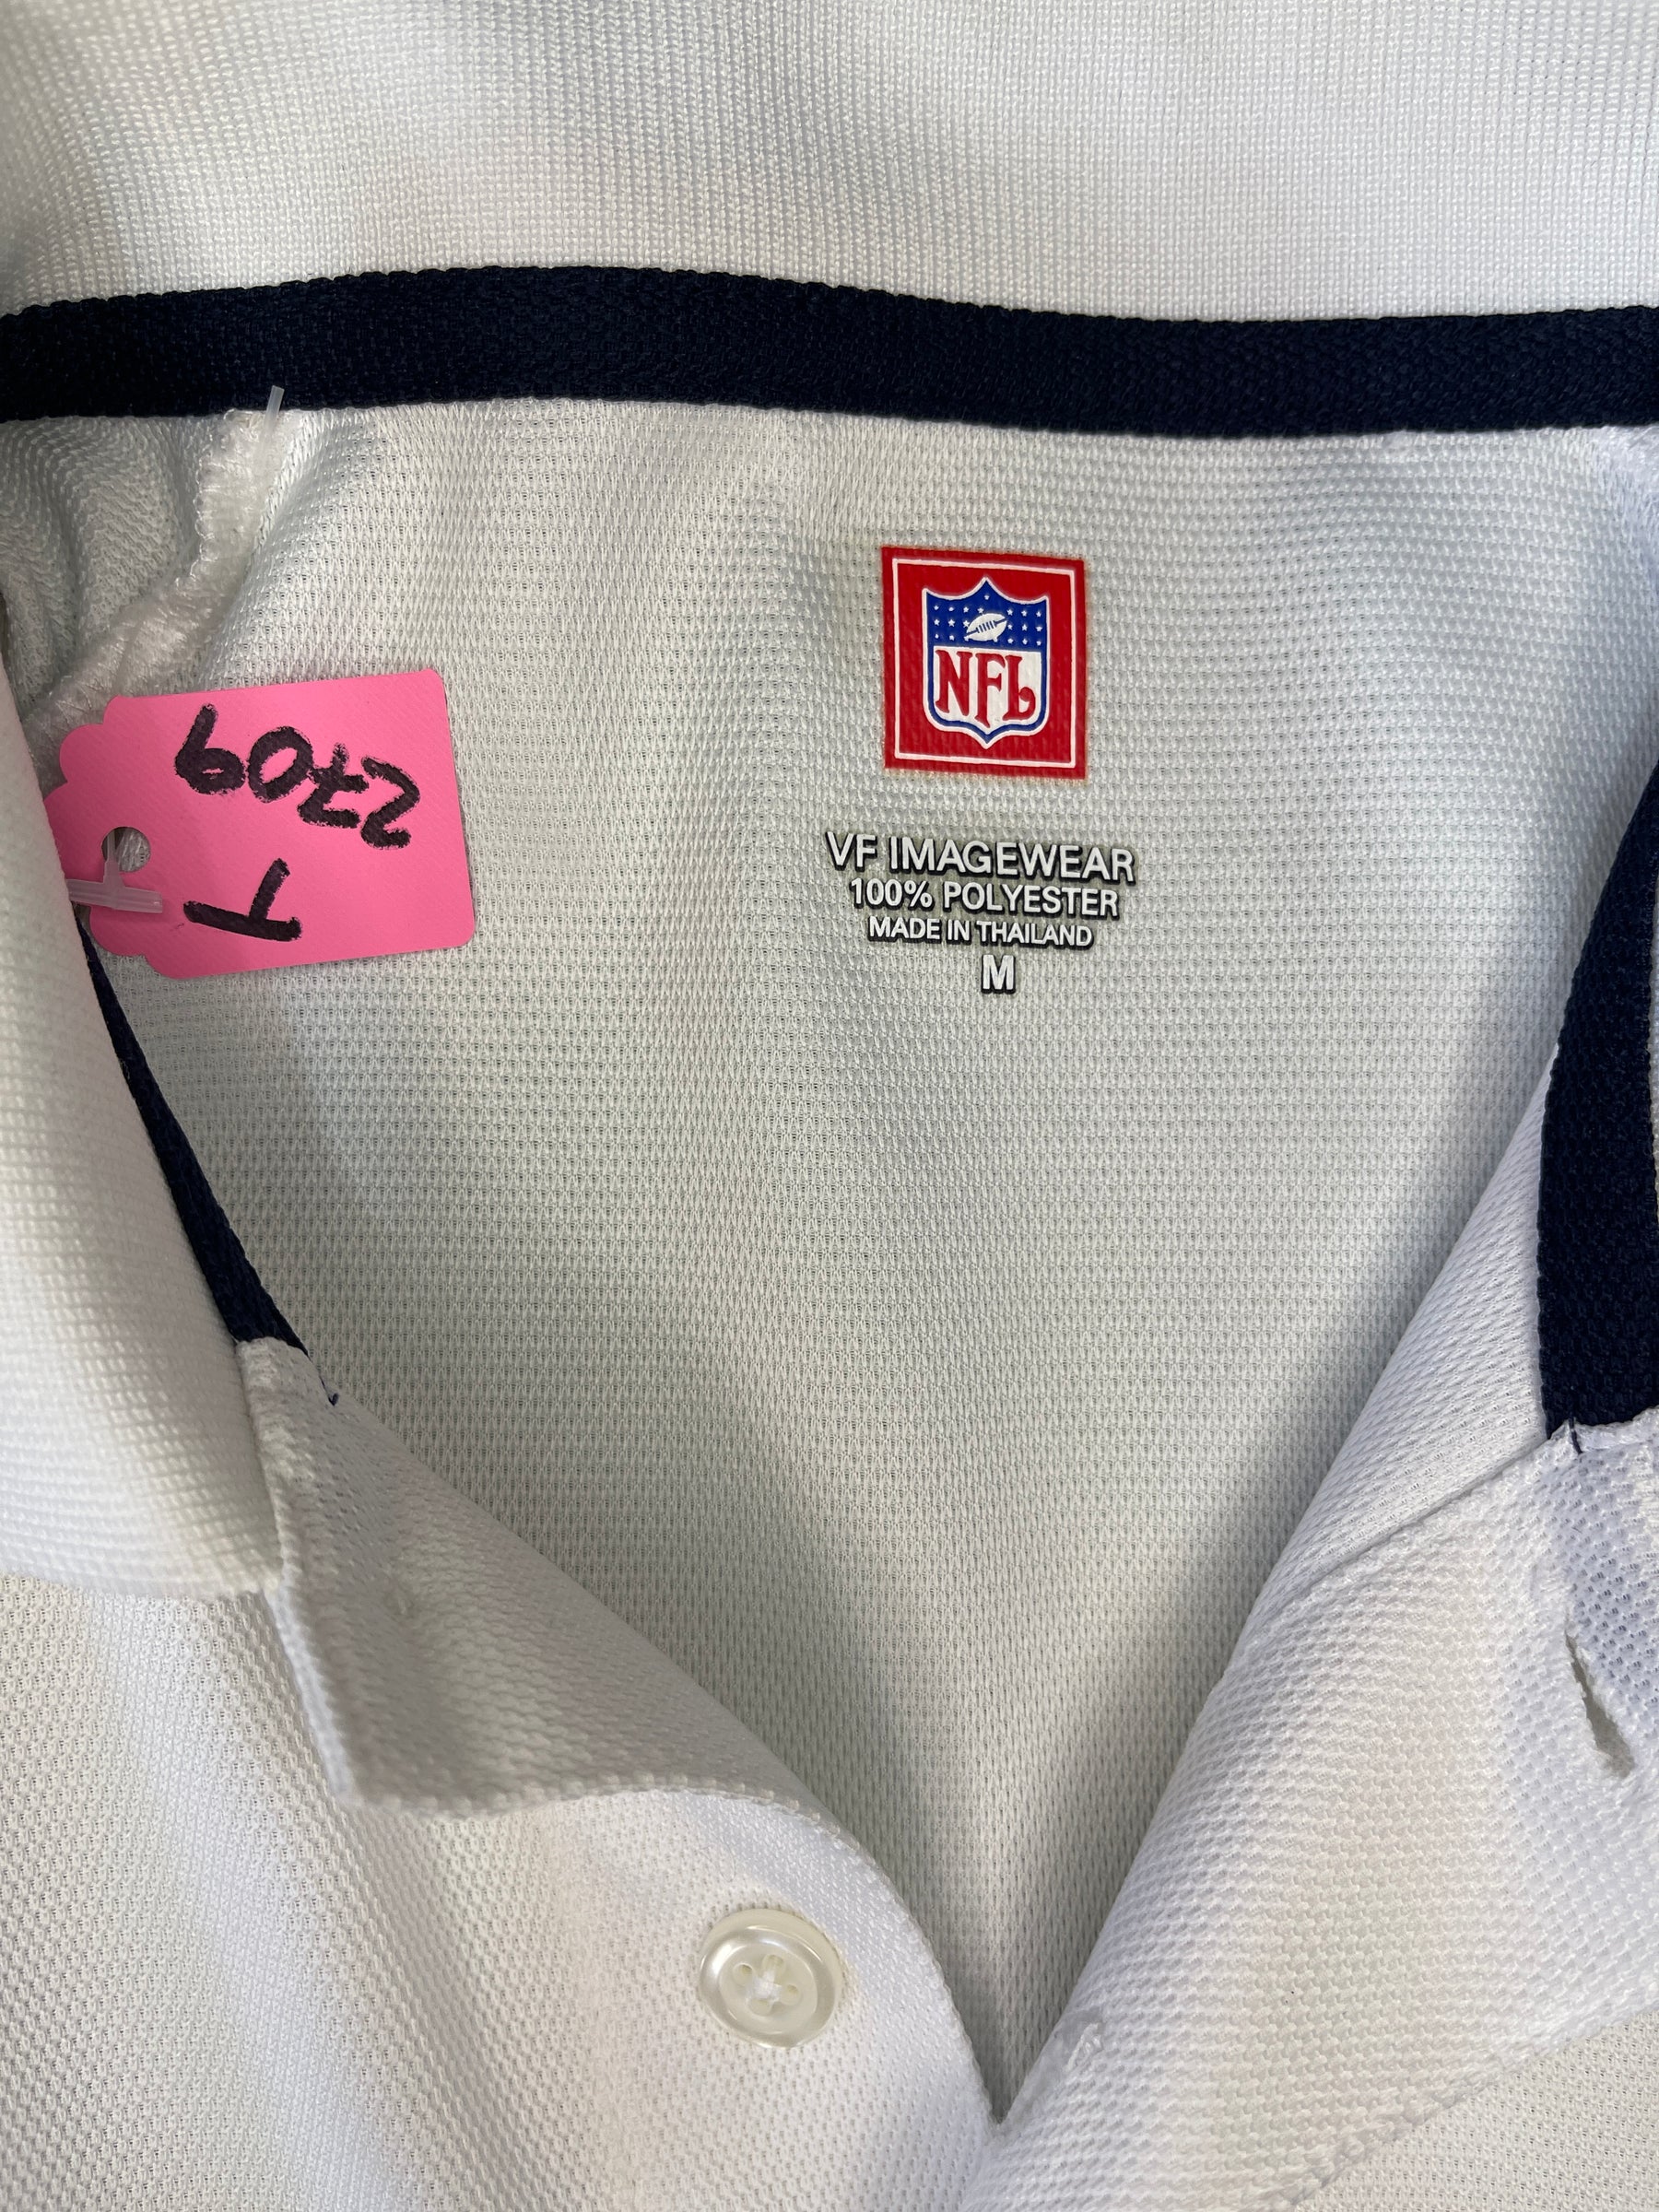 NFL
VF IMAGEWEAR
100% POLYESTER
MADE IN THAILAND
M
T
2709